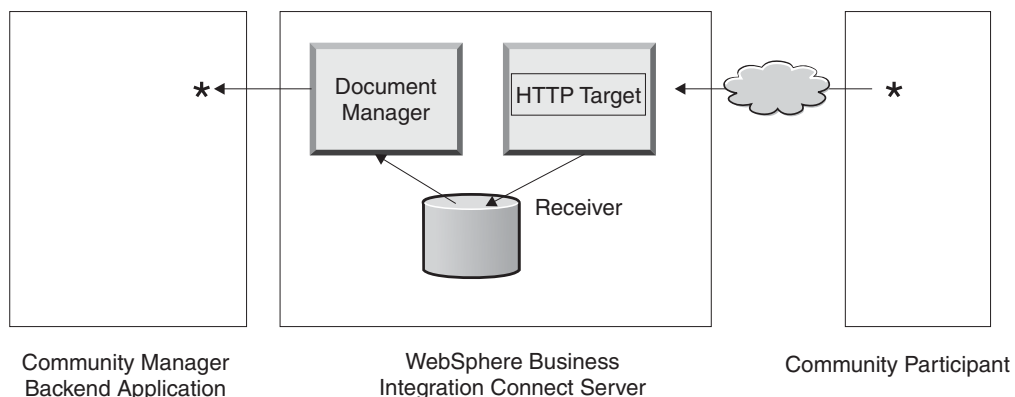 Document
Manager
HTTP Target
*
*
Receiver
Community Manager
Backend Application
WebSphere Business
Integration Connect Server
Community Participant